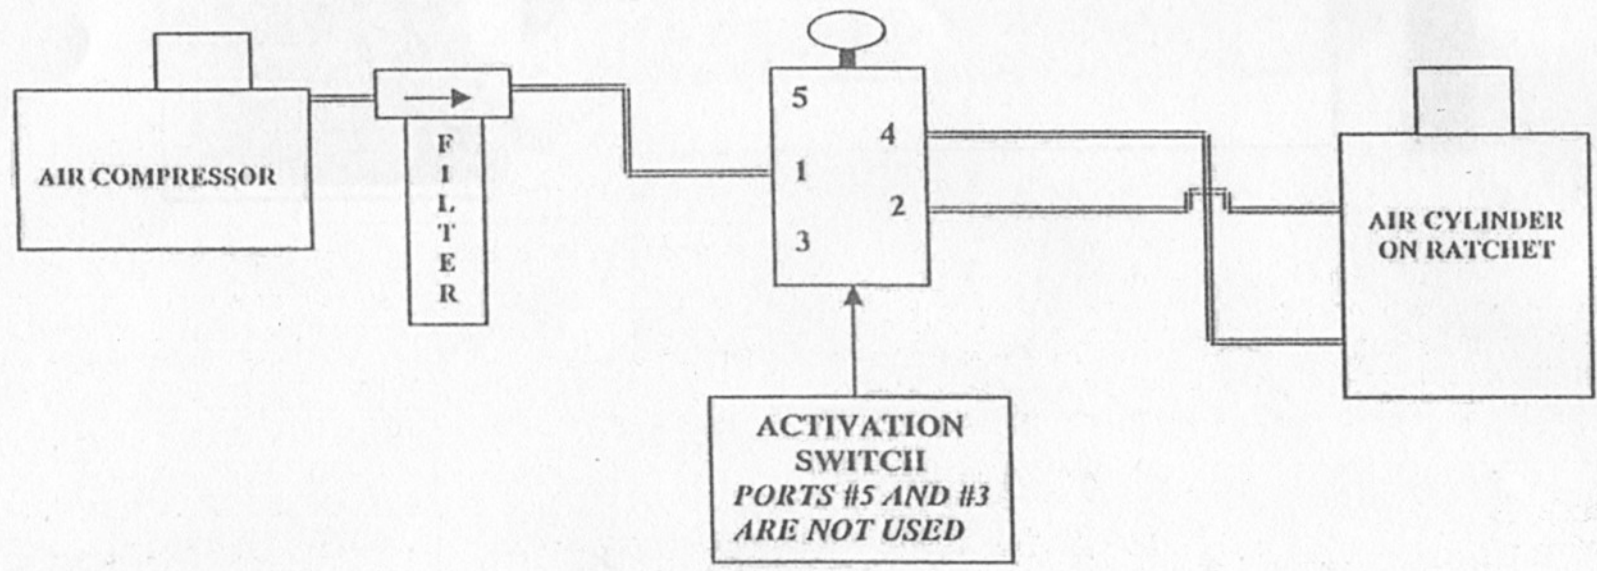 AIR COMPRESSOR
F
I
L
T
E
R
5
4
1
2
3
AIR CYLINDER
ON RATCHET
ACTIVATION
SWITCH
PORTS #5 AND #3
ARE NOT USED